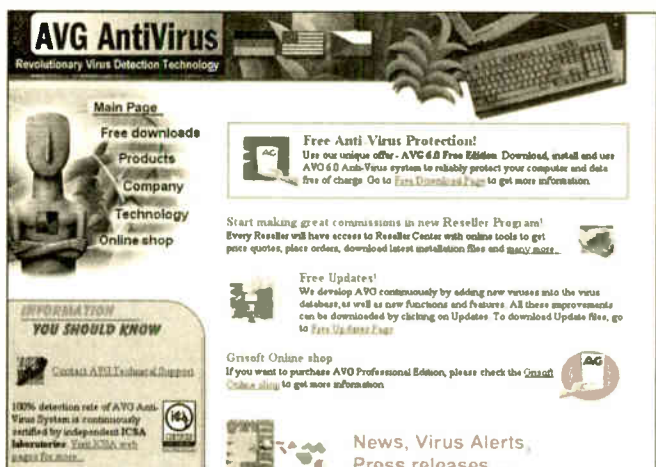 AVG AntiVirus
Revolutionary Virus Detection Technology
Main Page
Free downloads
Products
Company
Technology
Online shop
Free Anti-Virus Protection!
Use our unique offer - AVG 6.0 Free Edition. Download, install and use
AVG 6.0 Anti-Virus system to reliably protect your computer and data
free of charge. Go to Free Download Page to get more information
Start making great commissions in new Reseller Program!
Every Reseller will have access to Reseller Center with online tools to get
price quotes, place orders, download latest installation files and many more...
Free Updates!
We develop AVG continuously by adding new viruses into the virus
database, as well as new functions and features. All these improvements
can be downloaded by clicking on Updates. To download Update files, go
to Free Updates Page
Grisoft Online shop
If you want to purchase AVG Professional Edition, please check the Grisoft
Online shop to get more information
INFORMATION
YOU SHOULD KNOW
Contact AVG Technical Support
100% detection rate of AVG Anti-
Virus System is continuously
certified by independent ICSA
laboratories. Visit ICSA web
pages for more...
AG
AG
News, Virus Alerts
Press releases